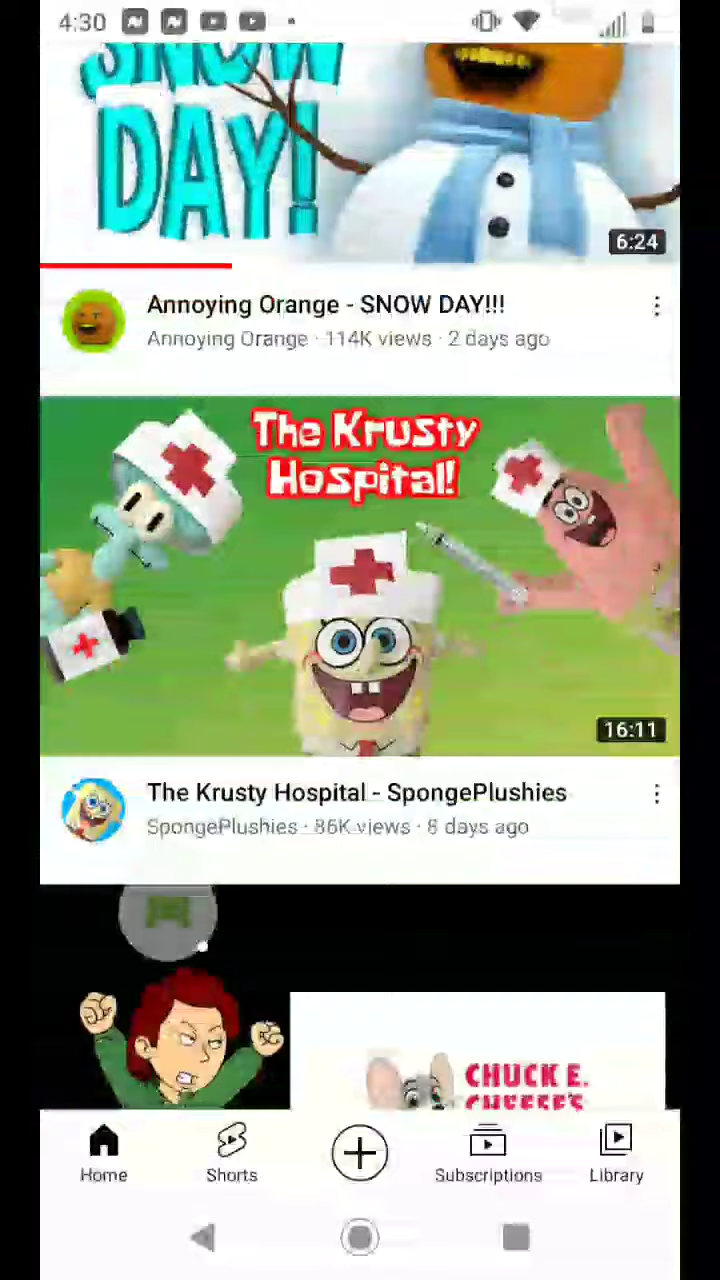 4:30
SNOW
DAY!
6:24
Annoying Orange - SNOW DAY!!!
Annoying Orange · 114K views · 2 days ago
The Krusty
Hospital!
16:11
The Krusty Hospital - SpongePlushies
SpongePlushies · 86K views · 8 days ago
CHUCK E.
CHEESE'S
Home
Shorts
Subscriptions
Library